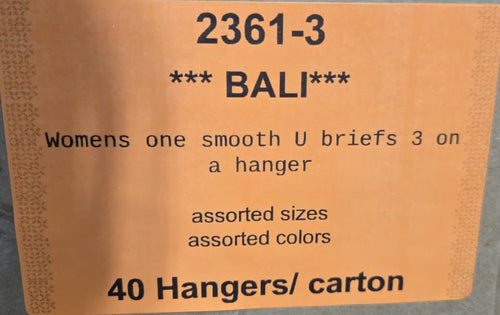 2361-3
*** BALI***
Womens one smooth U briefs 3 on
a hanger
assorted sizes
assorted colors
40 Hangers/ carton